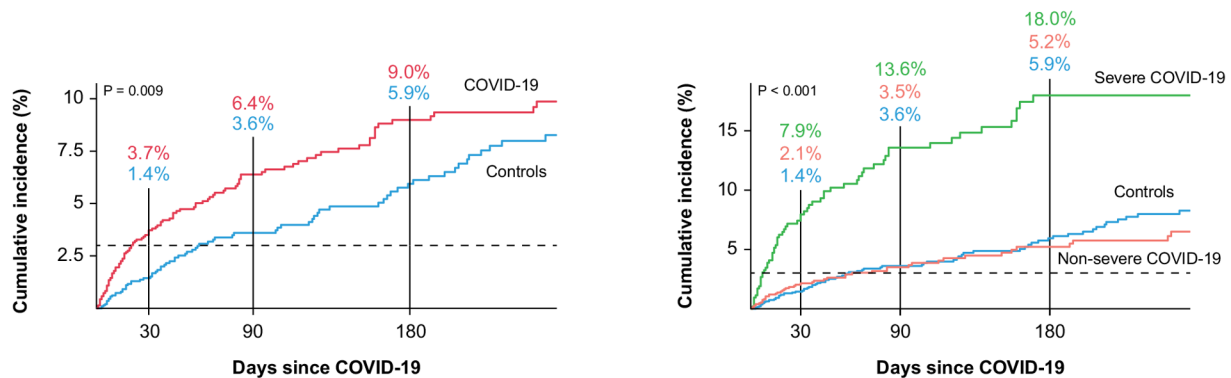 Cumulative incidence (%)
10
7.5
5
2.5
P = 0.009
3.7%
1.4%
6.4%
3.6%
9.0%
5.9%
COVID-19
Controls
30
90
180
Days since COVID-19
Cumulative incidence (%)
15
10
5
P < 0.001
7.9%
2.1%
1.4%
13.6%
3.5%
3.6%
18.0%
5.2%
5.9%
Severe COVID-19
Controls
Non-severe COVID-19
30
90
180
Days since COVID-19